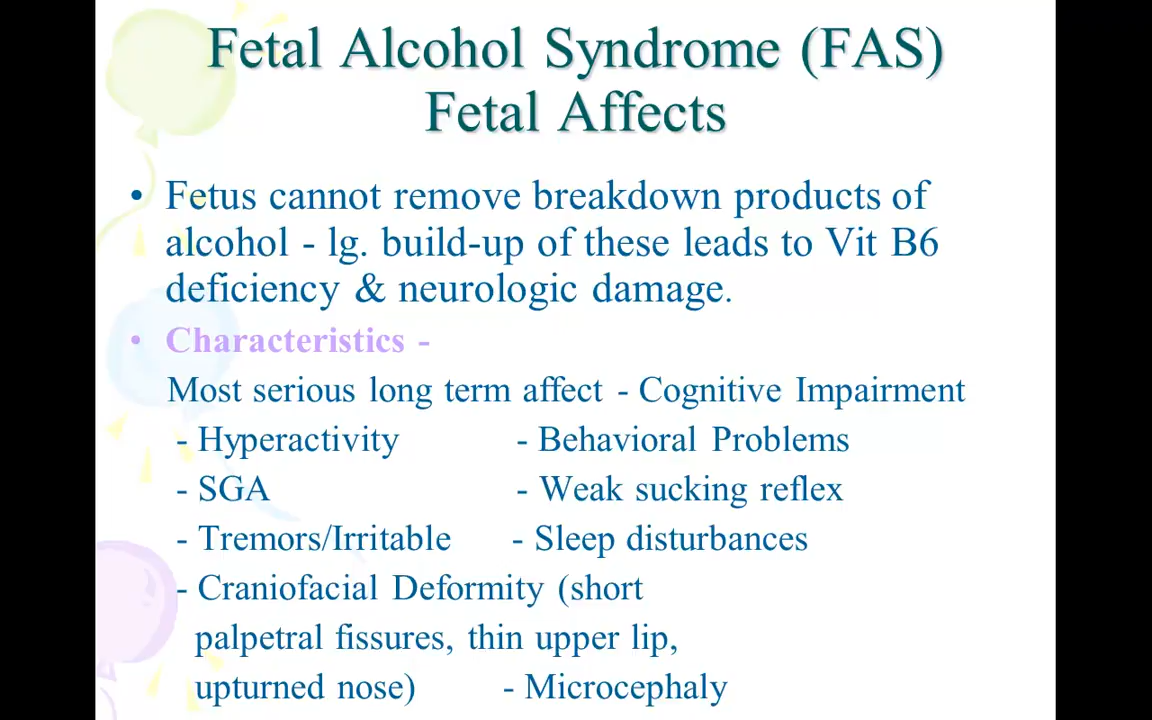 Fetal Alcohol Syndrome (FAS)
Fetal Affects
• Fetus cannot remove breakdown products of
alcohol - lg. build-up of these leads to Vit B6
deficiency & neurologic damage.
• Characteristics -
Most serious long term affect - Cognitive Impairment
- Hyperactivity - Behavioral Problems
- SGA - Weak sucking reflex
- Tremors/Irritable - Sleep disturbances
- Craniofacial Deformity (short
palpetral fissures, thin upper lip,
upturned nose) - Microcephaly